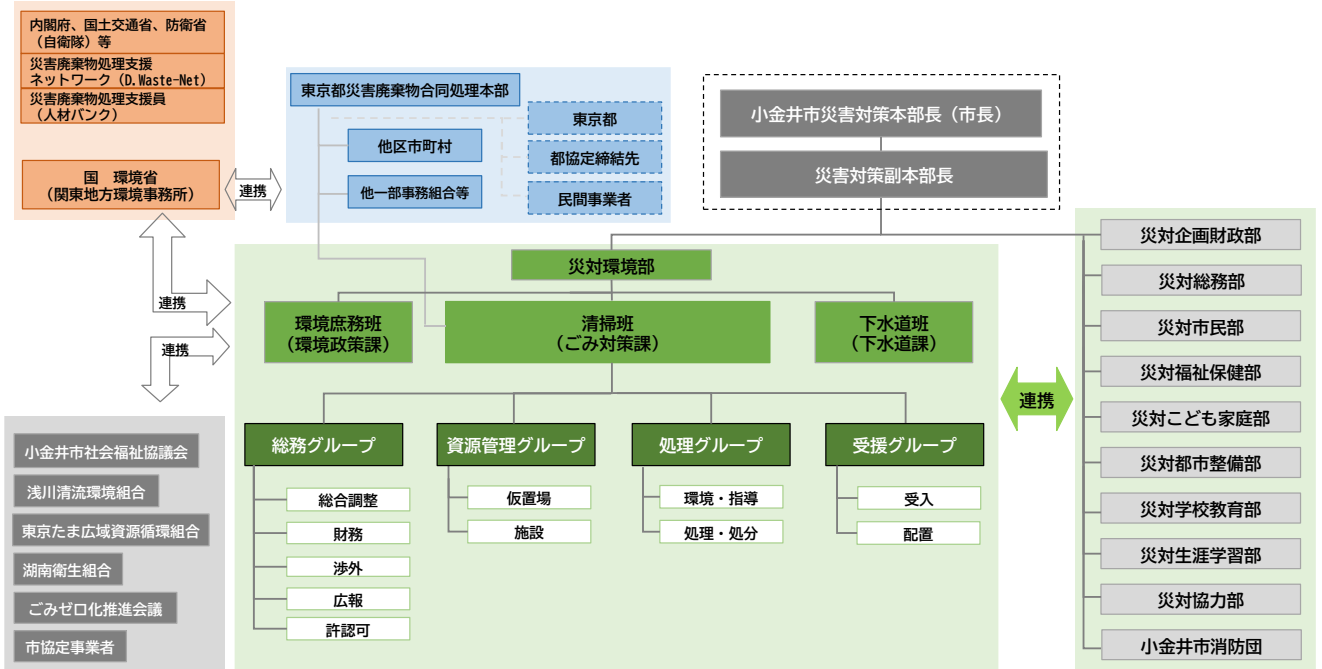 内閣府、国土交通省、防衛省
（自衛隊）等
災害廃棄物処理支援
ネットワーク（D.Waste-Net）
災害廃棄物処理支援員
（人材バンク）
国　環境省
（関東地方環境事務所）
連携
東京都災害廃棄物合同処理本部
他区市町村
他一部事務組合等
東京都
都協定締結先
民間事業者
小金井市災害対策本部長（市長）
災害対策副本部長
連携
連携
小金井市社会福祉協議会
浅川清流環境組合
東京たま広域資源循環組合
湖南衛生組合
ごみゼロ化推進会議
市協定事業者
災対環境部
環境庶務班
（環境政策課）
清掃班
（ごみ対策課）
下水道班
（下水道課）
総務グループ
総合調整
財務
渉外
広報
許認可
資源管理グループ
仮置場
施設
処理グループ
環境・指導
処理・処分
受援グループ
受入
配置
連携
災対企画財政部
災対総務部
災対市民部
災対福祉保健部
災対こども家庭部
災対都市整備部
災対学校教育部
災対生涯学習部
災対協力部
小金井市消防団